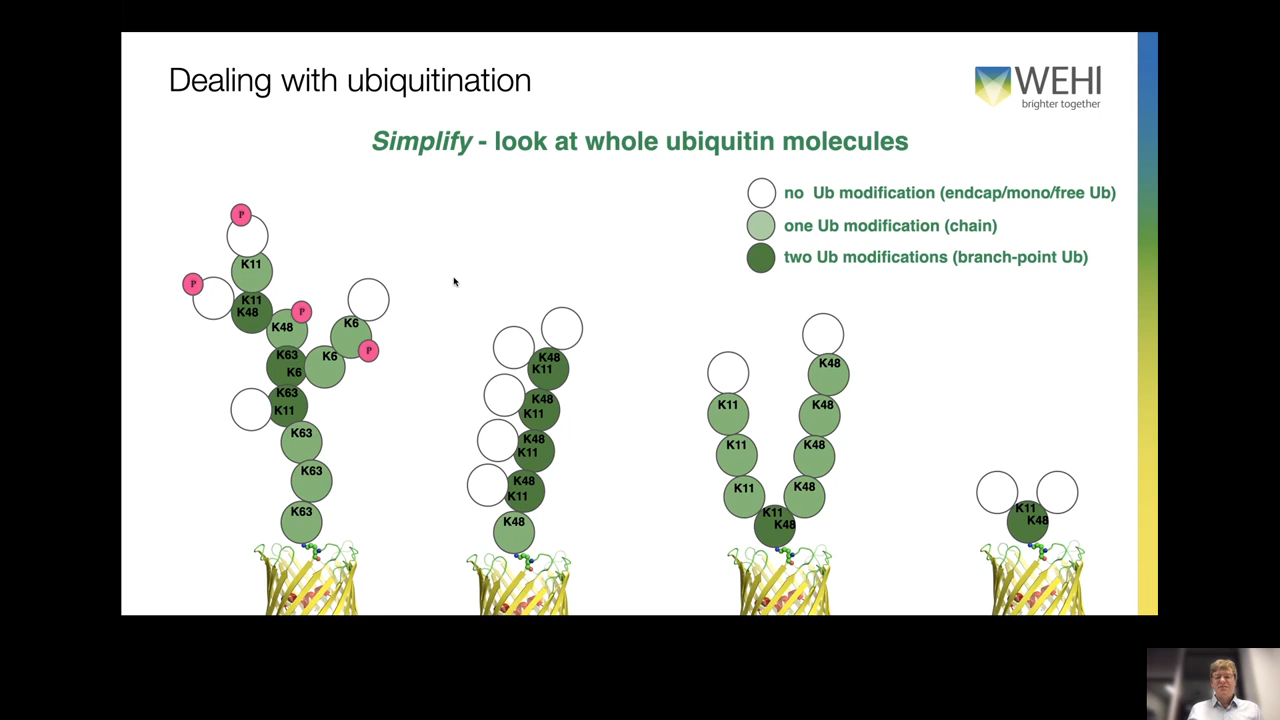 Dealing with ubiquitination
WEHI
brighter together
Simplify - look at whole ubiquitin molecules
no Ub modification (endcap/mono/free Ub)
one Ub modification (chain)
two Ub modifications (branch-point Ub)
P
K11
P
K11
K48
K48
P
K6
P
K63
K6
K6
K63
K11
K63
K63
K63
K48
K11
K48
K11
K48
K11
K48
K11
K48
K11
K11
K11
K11
K48
K48
K48
K48
K48
K11
K48